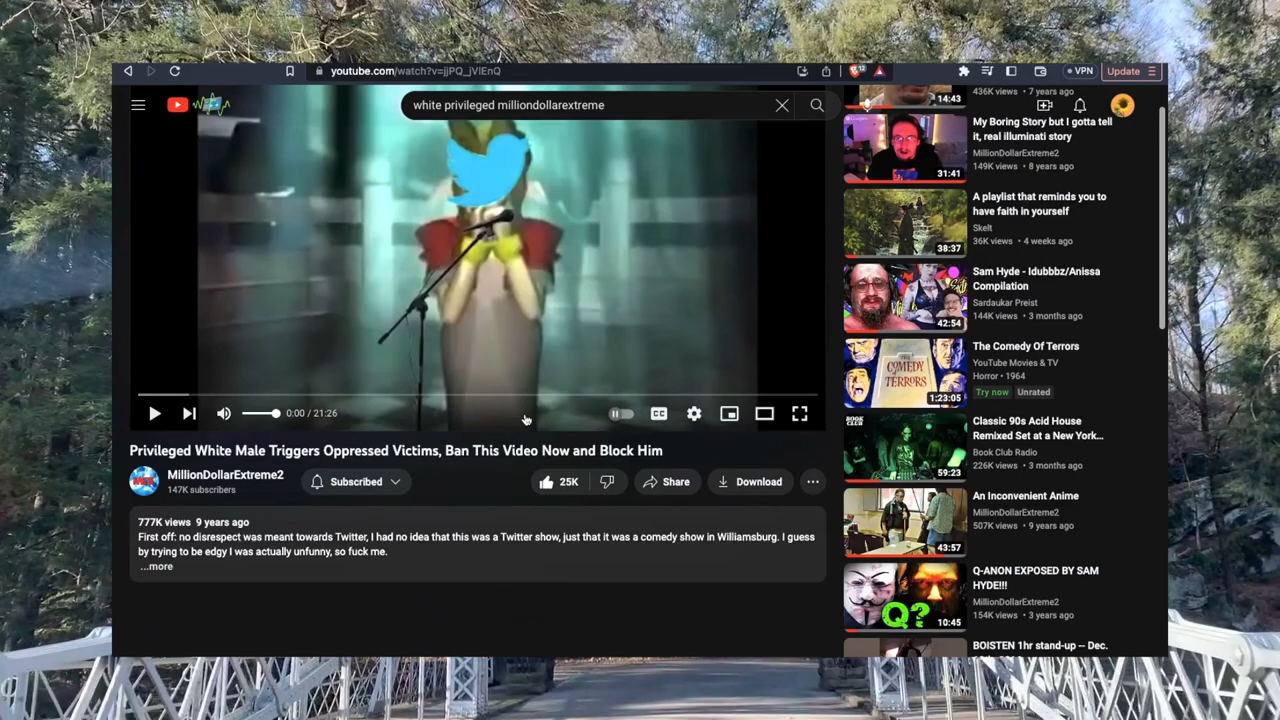 youtube.com/watch?v=jjPQ_jViEnQ
12
VPN
Update
white privileged milliondollarextreme
0:00 / 21:26
CC
Privileged White Male Triggers Oppressed Victims, Ban This Video Now and Block Him
MillionDollarExtreme2
147K subscribers
Subscribed
25K
Share
Download
777K views 9 years ago
First off: no disrespect was meant towards Twitter, I had no idea that this was a Twitter show, just that it was a comedy show in Williamsburg. I guess
by trying to be edgy I was actually unfunny, so fuck me.
...more
14:43
436K views • 7 years ago
31:41
My Boring Story but I gotta tell
it, real illuminati story
MillionDollarExtreme2
149K views • 8 years ago
38:37
A playlist that reminds you to
have faith in yourself
Skelt
36K views • 4 weeks ago
42:54
Sam Hyde - Idubbbz/Anissa
Compilation
Sardaukar Preist
144K views • 3 months ago
THE
COMEDY
OF
TERRORS
1:23:05
The Comedy Of Terrors
YouTube Movies & TV
Horror • 1964
Try now Unrated
BOOK
CLUB
59:23
Classic 90s Acid House
Remixed Set at a New York...
Book Club Radio
226K views • 3 months ago
43:57
An Inconvenient Anime
MillionDollarExtreme2
507K views • 9 years ago
Q?
10:45
Q-ANON EXPOSED BY SAM
HYDE!!!
MillionDollarExtreme2
154K views • 3 years ago
BOISTEN 1hr stand-up -- Dec.